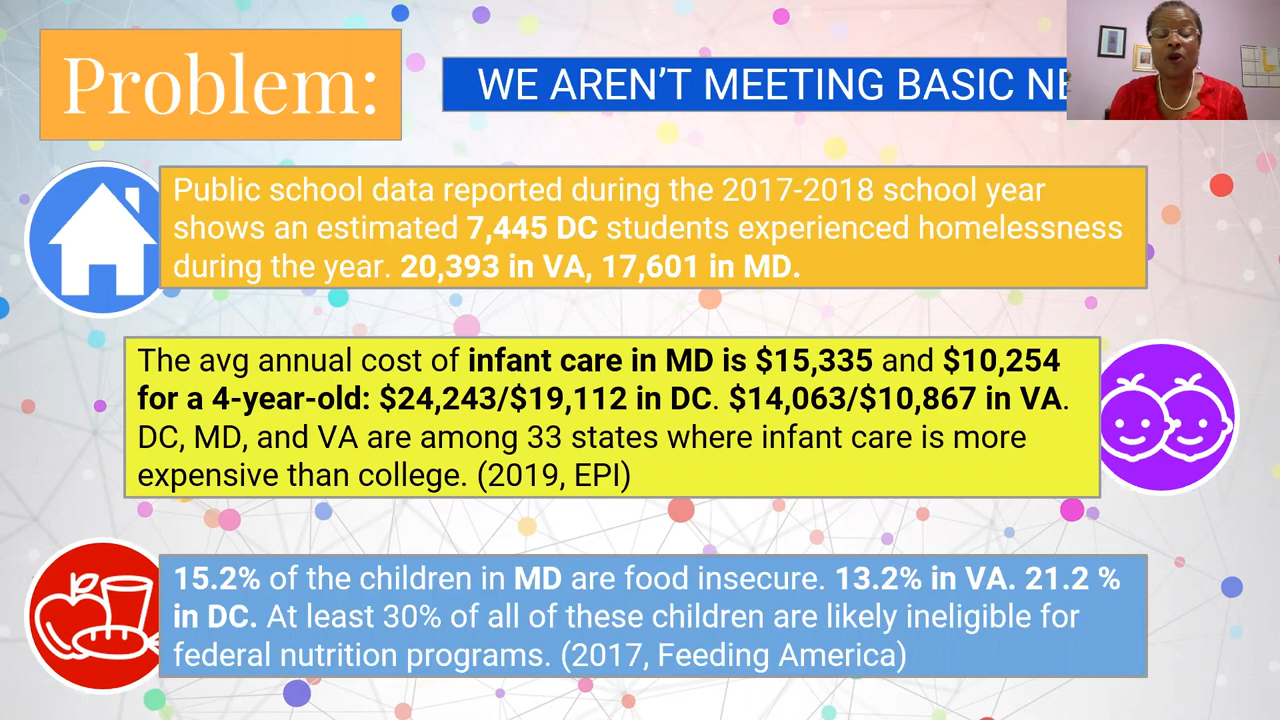 Problem:
WE AREN'T MEETING BASIC
Public school data reported during the 2017-2018 school year
shows an estimated 7,445 DC students experienced homelessness
during the year. 20,393 in VA, 17,601 in MD.
The avg annual cost of infant care in MD is $15,335 and $10,254
for a 4-year-old: $24,243/$19,112 in DC. $14,063/$10,867 in VA.
DC, MD, and VA are among 33 states where infant care is more
expensive than college. (2019, EPI)
15.2% of the children in MD are food insecure. 13.2% in VA. 21.2 %
in DC. At least 30% of all of these children are likely ineligible for
federal nutrition programs. (2017, Feeding America)